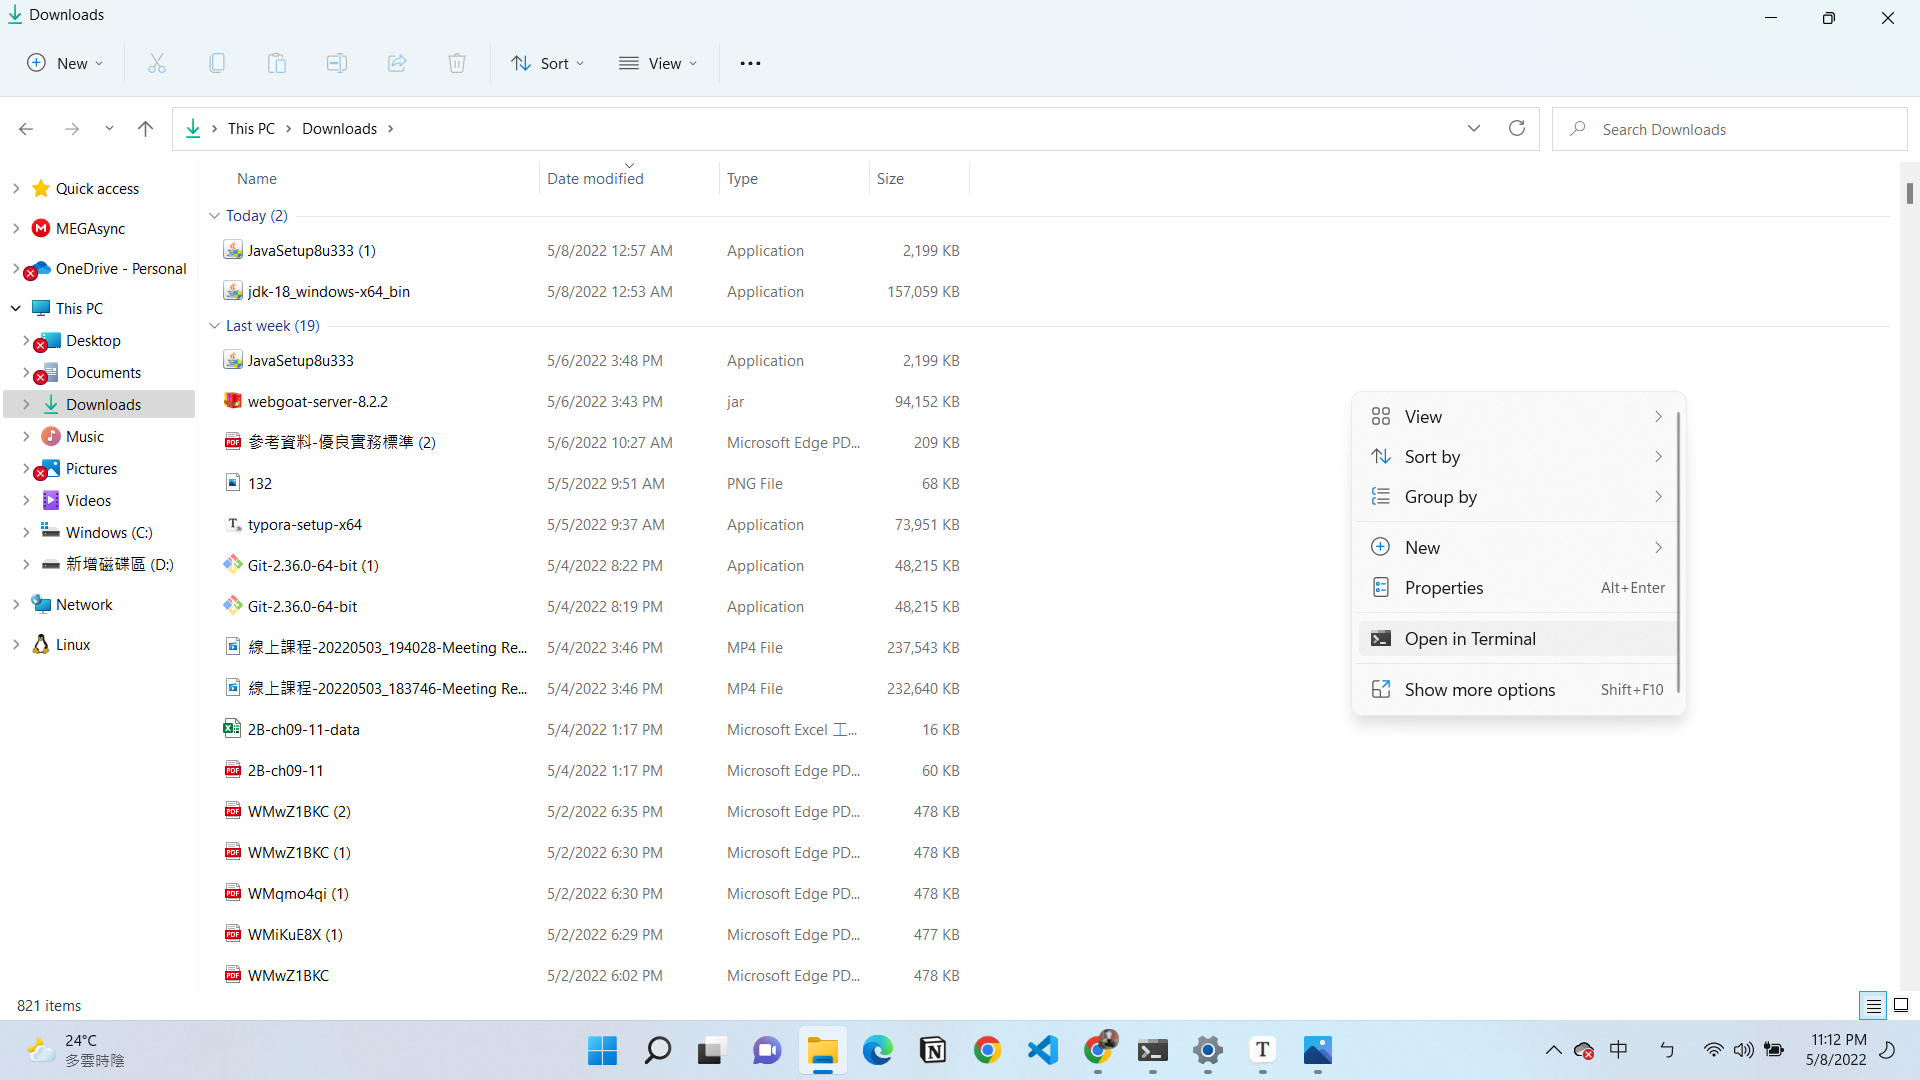 Downloads
New
Sort
View
This PC
Downloads
Search Downloads
Name
Date modified
Type
Size
Quick access
MEGAsync
OneDrive - Personal
This PC
Desktop
Documents
Downloads
Music
Pictures
Videos
Windows (C:)
新增磁碟區 (D:)
Network
Linux
Today (2)
JavaSetup8u333 (1) 5/8/2022 12:57 AM Application 2,199 KB
jdk-18_windows-x64_bin 5/8/2022 12:53 AM Application 157,059 KB
Last week (19)
JavaSetup8u333 5/6/2022 3:48 PM Application 2,199 KB
webgoat-server-8.2.2 5/6/2022 3:43 PM jar 94,152 KB
參考資料-優良實務標準 (2) 5/6/2022 10:27 AM Microsoft Edge PD... 209 KB
132 5/5/2022 9:51 AM PNG File 68 KB
typora-setup-x64 5/5/2022 9:37 AM Application 73,951 KB
Git-2.36.0-64-bit (1) 5/4/2022 8:22 PM Application 48,215 KB
Git-2.36.0-64-bit 5/4/2022 8:19 PM Application 48,215 KB
線上課程-20220503_194028-Meeting Re... 5/4/2022 3:46 PM MP4 File 237,543 KB
線上課程-20220503_183746-Meeting Re... 5/4/2022 3:46 PM MP4 File 232,640 KB
2B-ch09-11-data 5/4/2022 1:17 PM Microsoft Excel 工... 16 KB
2B-ch09-11 5/4/2022 1:17 PM Microsoft Edge PD... 60 KB
WMwZ1BKC (2) 5/2/2022 6:35 PM Microsoft Edge PD... 478 KB
WMwZ1BKC (1) 5/2/2022 6:30 PM Microsoft Edge PD... 478 KB
WMqmo4qi (1) 5/2/2022 6:30 PM Microsoft Edge PD... 478 KB
WMiKuE8X (1) 5/2/2022 6:29 PM Microsoft Edge PD... 477 KB
WMwZ1BKC 5/2/2022 6:02 PM Microsoft Edge PD... 478 KB
View
Sort by
Group by
New
Properties Alt+Enter
Open in Terminal
Show more options Shift+F10
821 items
24°C
多雲時陰
中
ㄅ
11:12 PM
5/8/2022